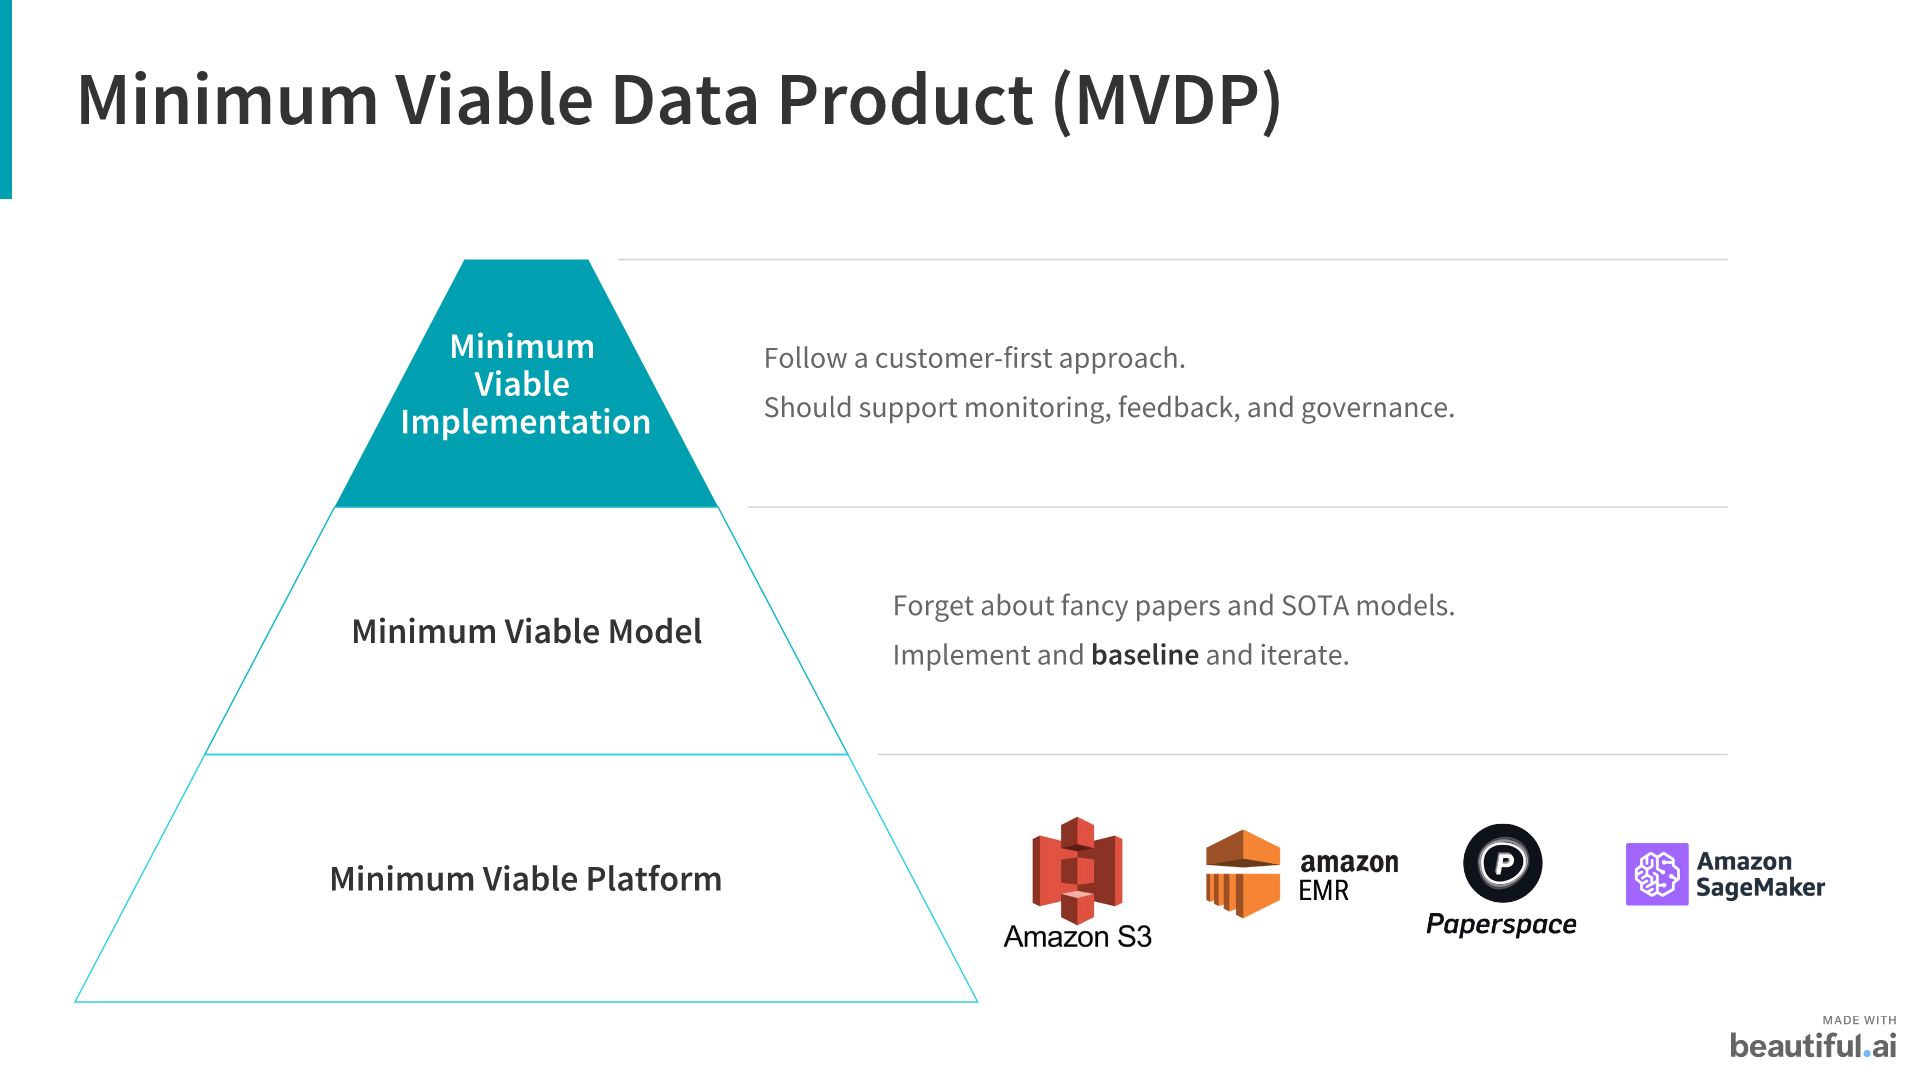 Minimum Viable Data Product (MVDP)
Minimum
Viable
Implementation
Follow a customer-first approach.
Should support monitoring, feedback, and governance.
Minimum Viable Model
Forget about fancy papers and SOTA models.
Implement and baseline and iterate.
Minimum Viable Platform
Amazon S3
amazon
EMR
P
Paperspace
Amazon
SageMaker
MADE WITH
beautiful.ai